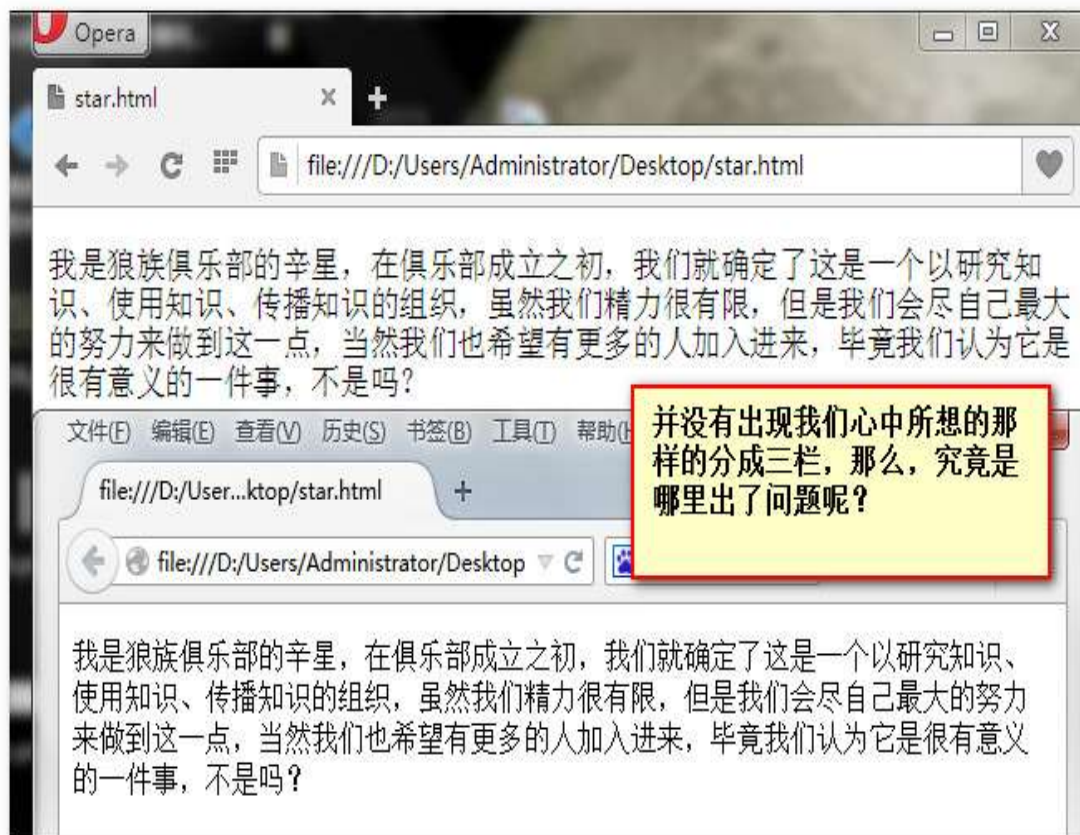 Opera
star.html
file:///D:/Users/Administrator/Desktop/star.html
我是狼族俱乐部的辛星，在俱乐部成立之初，我们就确定了这是一个以研究知
识、使用知识、传播知识的组织，虽然我们精力很有限，但是我们会尽自己最大
的努力来做到这一点，当然我们也希望有更多的人加入进来，毕竟我们认为它是
很有意义的一件事，不是吗？
并没有出现我们心中所想的那
样的分成三栏，那么，究竟是
哪里出了问题呢？
文件(F) 编辑(E) 查看(V) 历史(S) 书签(B) 工具(T) 帮助(H
file:///D:/User...ktop/star.html
file:///D:/Users/Administrator/Desktop
我是狼族俱乐部的辛星，在俱乐部成立之初，我们就确定了这是一个以研究知识、
使用知识、传播知识的组织，虽然我们精力很有限，但是我们会尽自己最大的努力
来做到这一点，当然我们也希望有更多的人加入进来，毕竟我们认为它是很有意义
的一件事，不是吗？